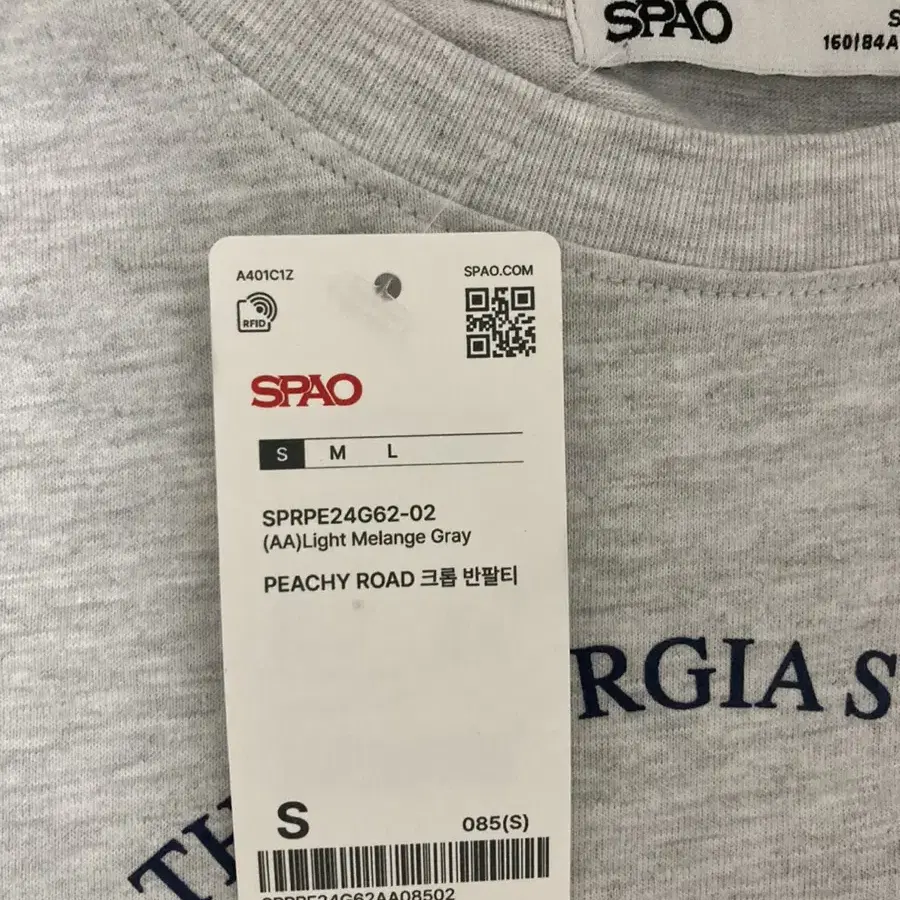 SPAO
S
160/84A
A401C1Z
SPAO.COM
RFID
SPAO
S M L
SPRPE24G62-02
(AA)Light Melange Gray
PEACHY ROAD 크롭 반팔티
RGIA S
TH
S
085(S)
SPRPE24G62AA08502